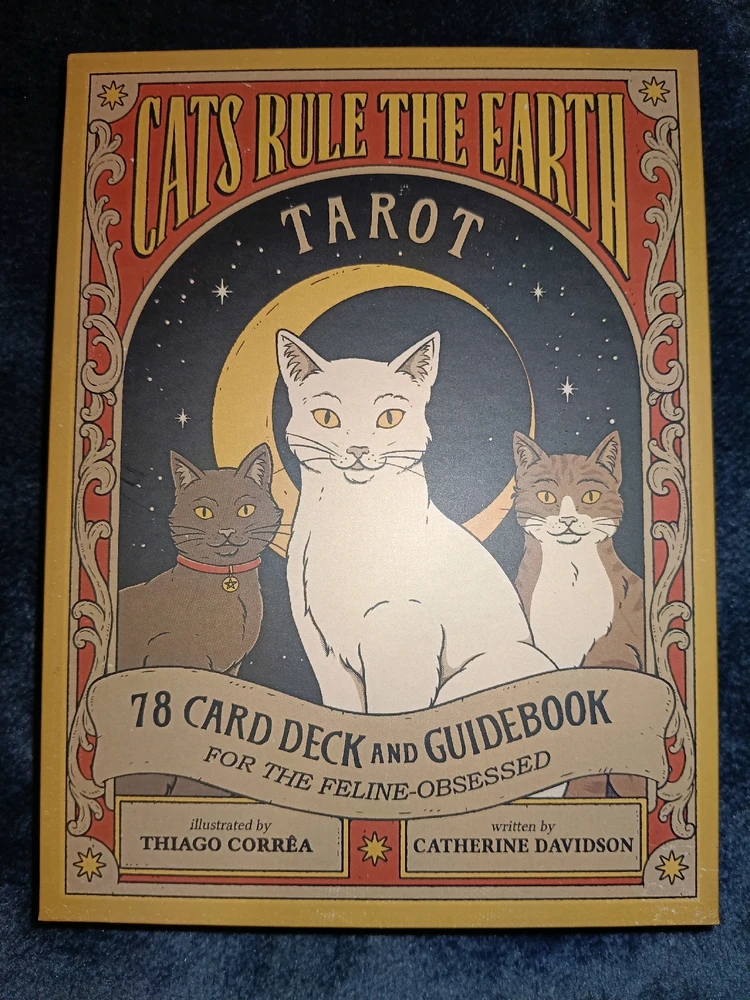 CATS RULE THE EARTH
TAROT
78 CARD DECK AND GUIDEBOOK
FOR THE FELINE-OBSESSED
illustrated by
THIAGO CORRÊA
written by
CATHERINE DAVIDSON